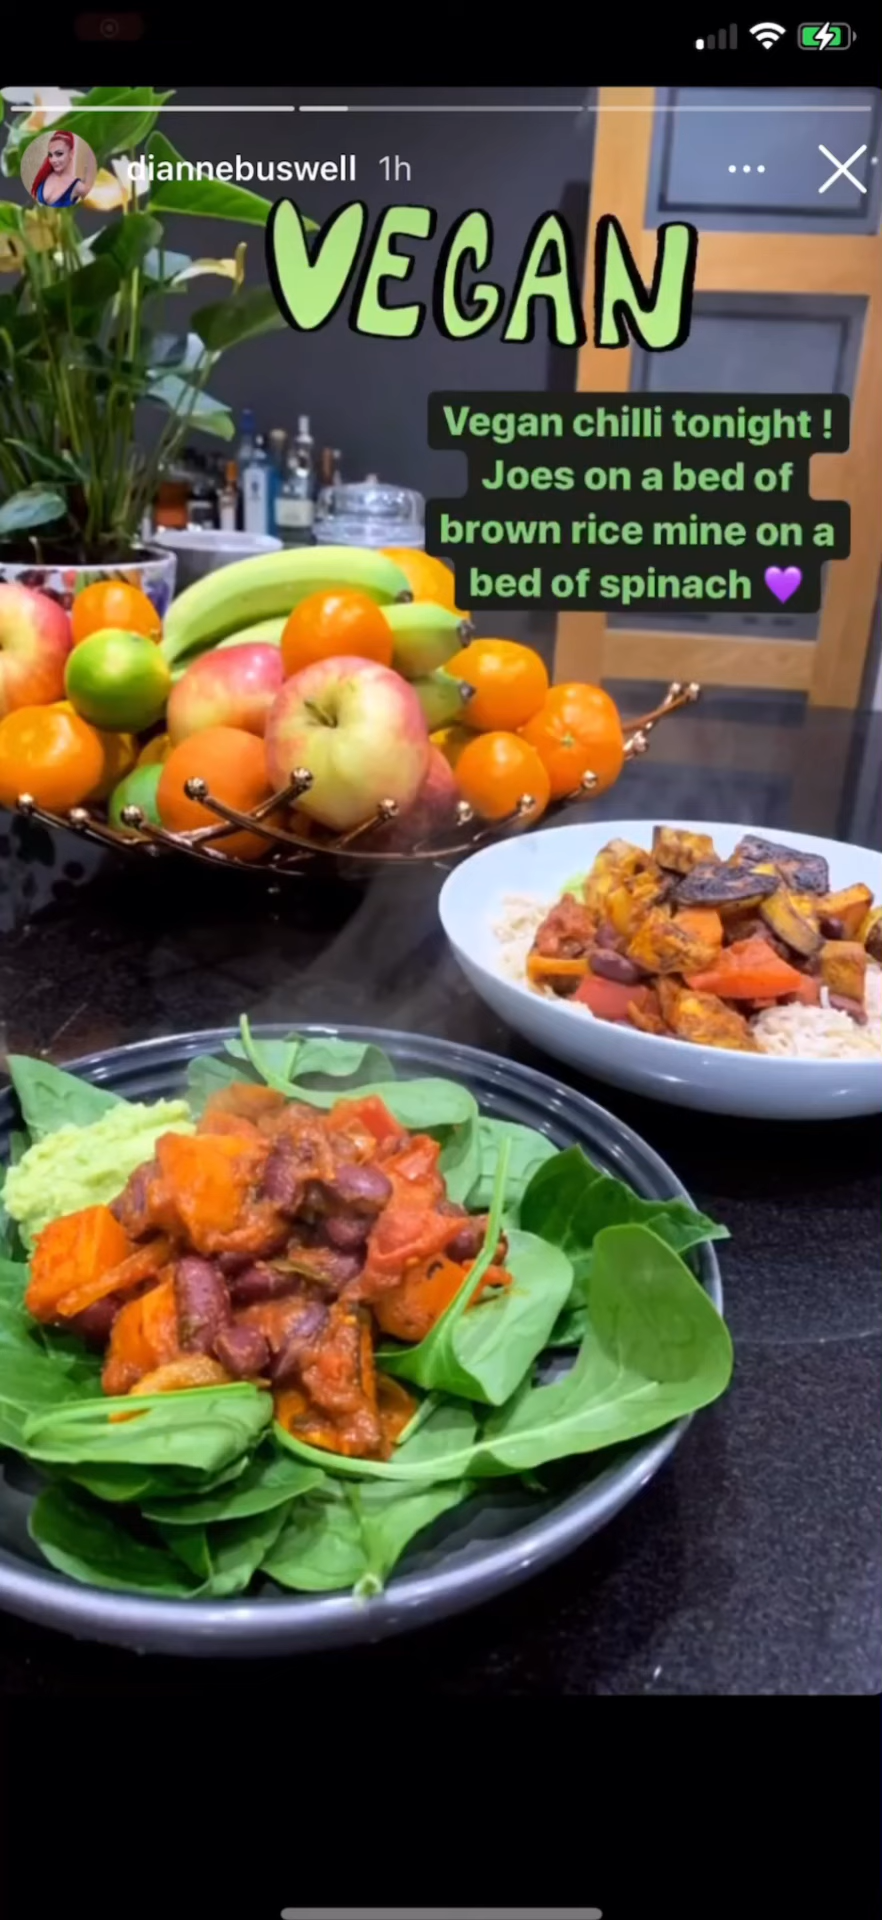 diannebuswell 1h
VEGAN
Vegan chilli tonight !
Joes on a bed of
brown rice mine on a
bed of spinach 💜